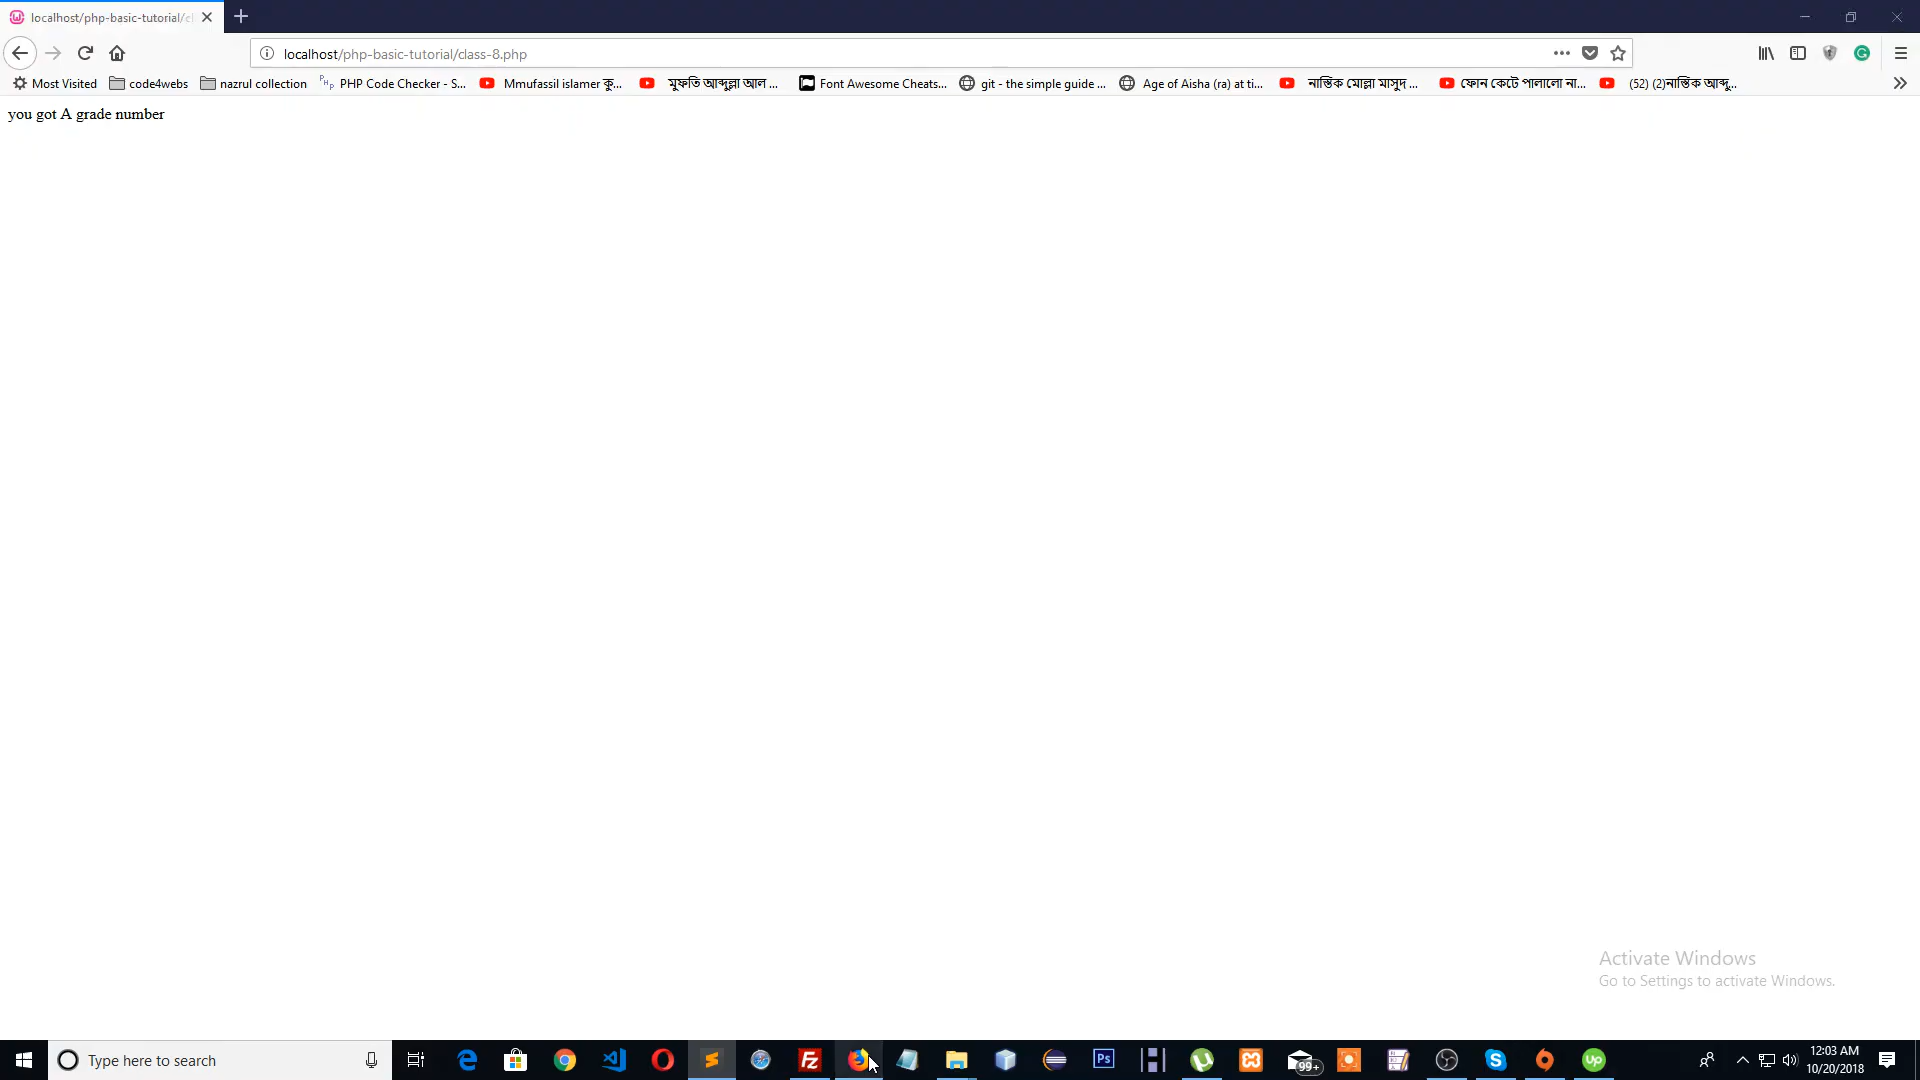 localhost/php-basic-tutorial/cl
localhost/php-basic-tutorial/class-8.php
Most Visited code4webs nazrul collection PHP Code Checker - S... Mmufassil islamer কু... মুফতি আব্দুল্লা আল ... Font Awesome Cheats... git - the simple guide ... Age of Aisha (ra) at ti... নাস্তিক মোল্লা মাসুদ ... ফোন কেটে পালালো না... (52) (2)নাস্তিক আব্দু...
you got A grade number
Activate Windows
Go to Settings to activate Windows.
Type here to search
99+
12:03 AM
10/20/2018